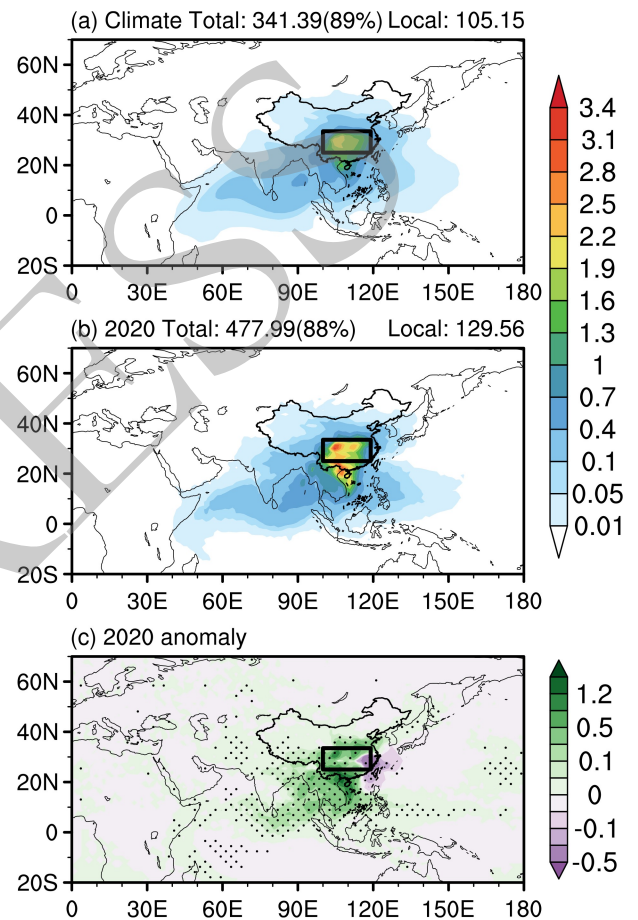 (a) Climate Total: 341.39(89%) Local: 105.15
60N
40N
20N
0
20S
0 30E 60E 90E 120E 150E 180
(b) 2020 Total: 477.99(88%) Local: 129.56
60N
40N
20N
0
20S
0 30E 60E 90E 120E 150E 180
3.4
3.1
2.8
2.5
2.2
1.9
1.6
1.3
1
0.7
0.4
0.1
0.05
0.01
(c) 2020 anomaly
60N
40N
20N
0
20S
0 30E 60E 90E 120E 150E 180
1.2
0.5
0.1
0
-0.1
-0.5
ESS